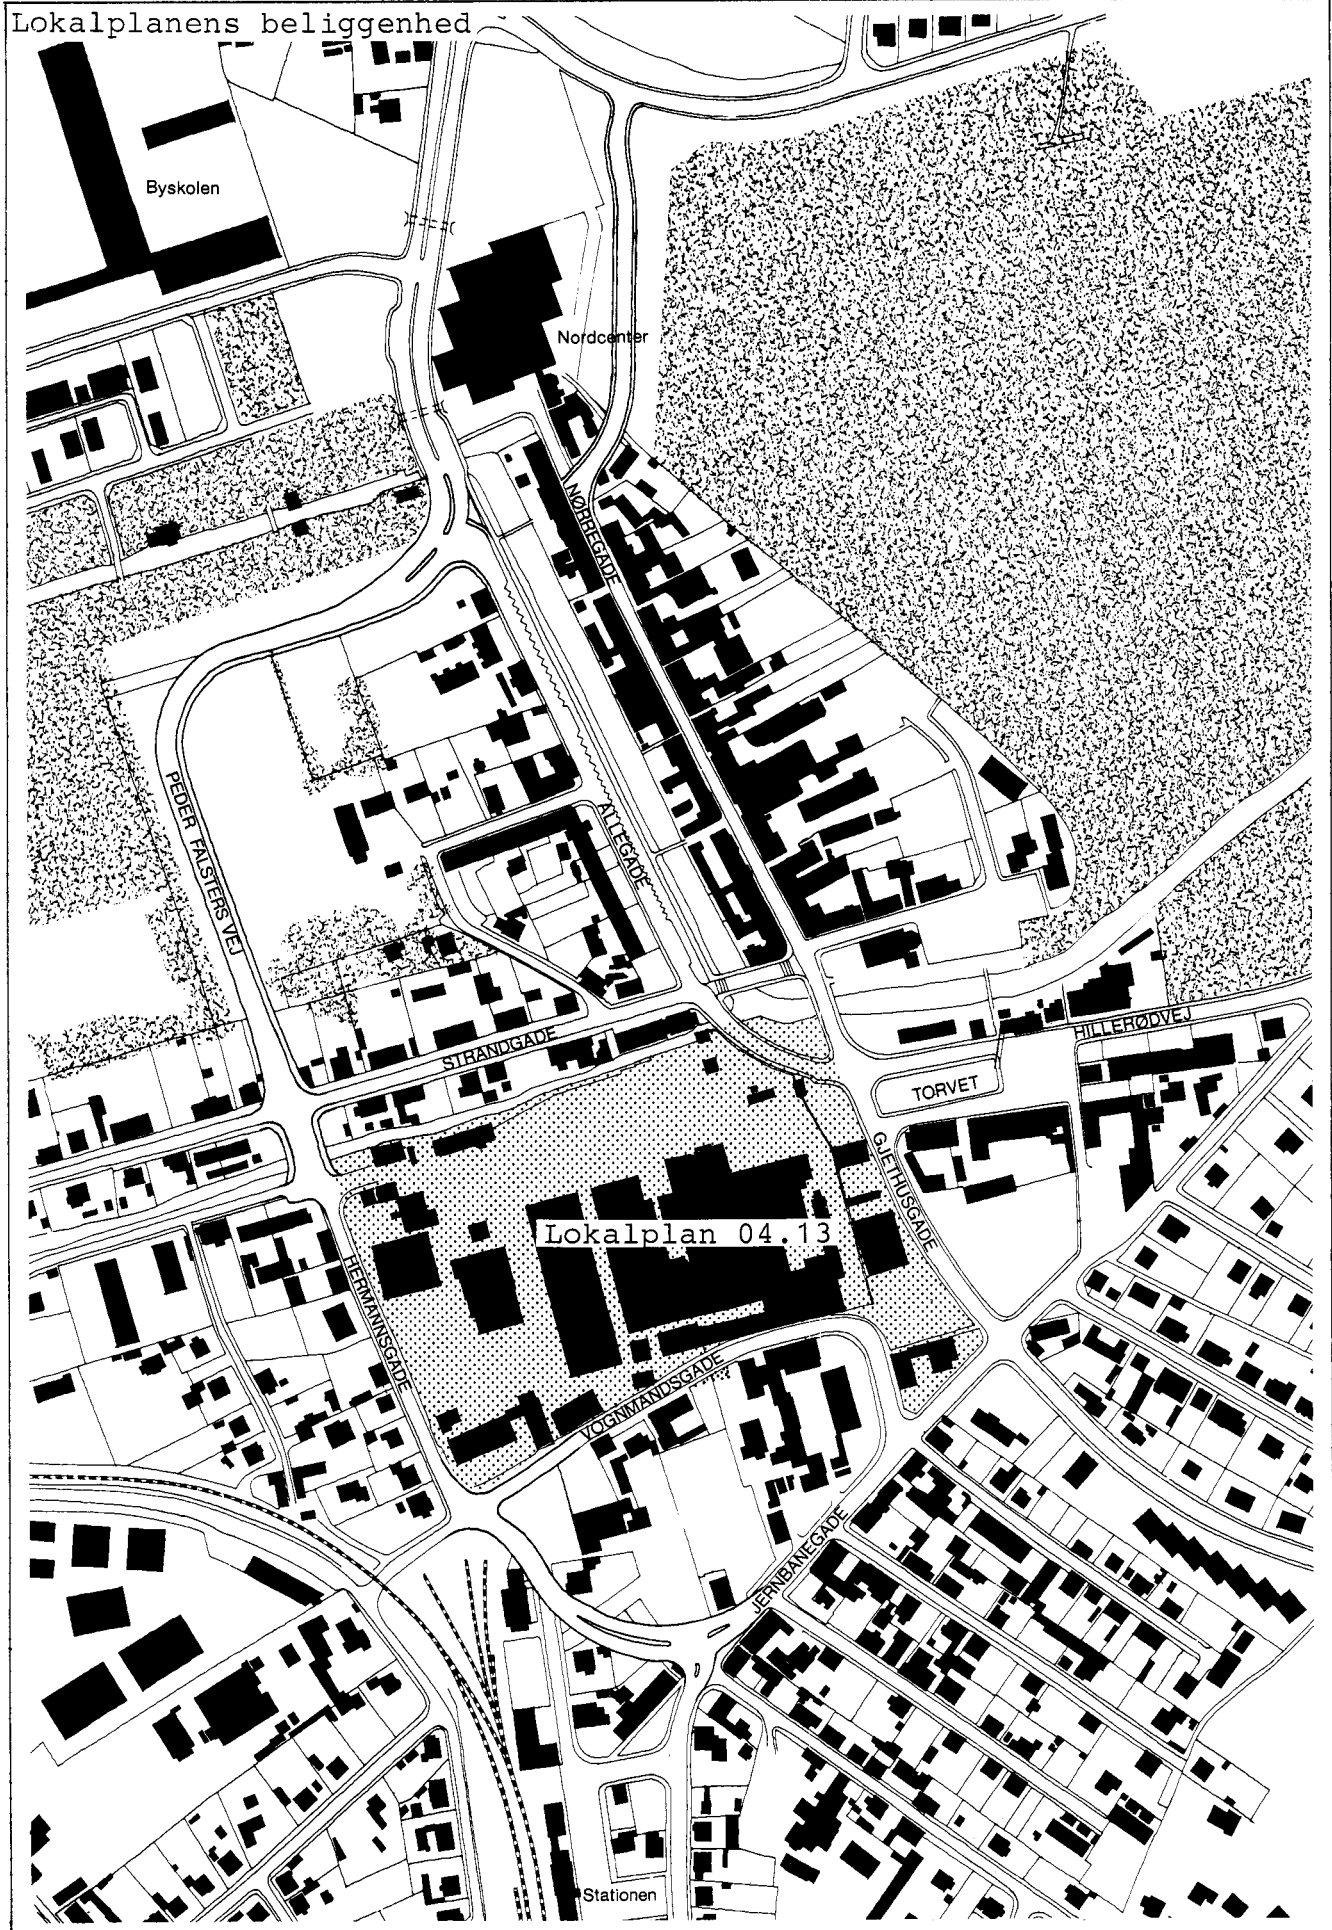 Lokalplanens beliggenhed
Byskolen
Nordcenter
NØRREGADE
PEDER FALSTERS VEJ
ALLEGADE
STRANDGADE
HILLERØDVEJ
TORVET
GJETHUSGADE
Lokalplan 04.13
HERMANNSGADE
VOGNMANDSGADE
JERNBANEGADE
Stationen